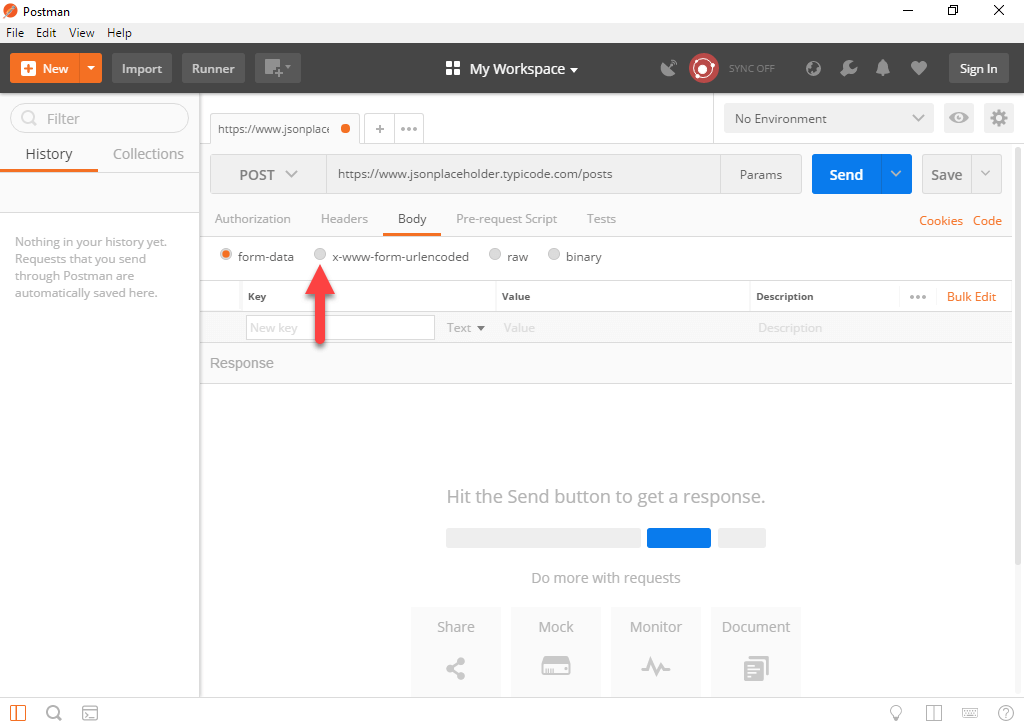 Postman
File Edit View Help
New Import Runner My Workspace SYNC OFF Sign In
Filter
History Collections
Nothing in your history yet.
Requests that you send
through Postman are
automatically saved here.
https://www.jsonplace + ••• No Environment
POST https://www.jsonplaceholder.typicode.com/posts Params Send Save
Authorization Headers Body Pre-request Script Tests Cookies Code
form-data x-www-form-urlencoded raw binary
Key Value Description ••• Bulk Edit
New key Text Value Description
Response
Hit the Send button to get a response.
Do more with requests
Share Mock Monitor Document